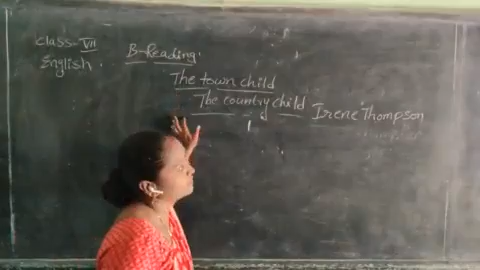 class-VII
English.
B-Reading.
The town child
The country child
Irene Thompson